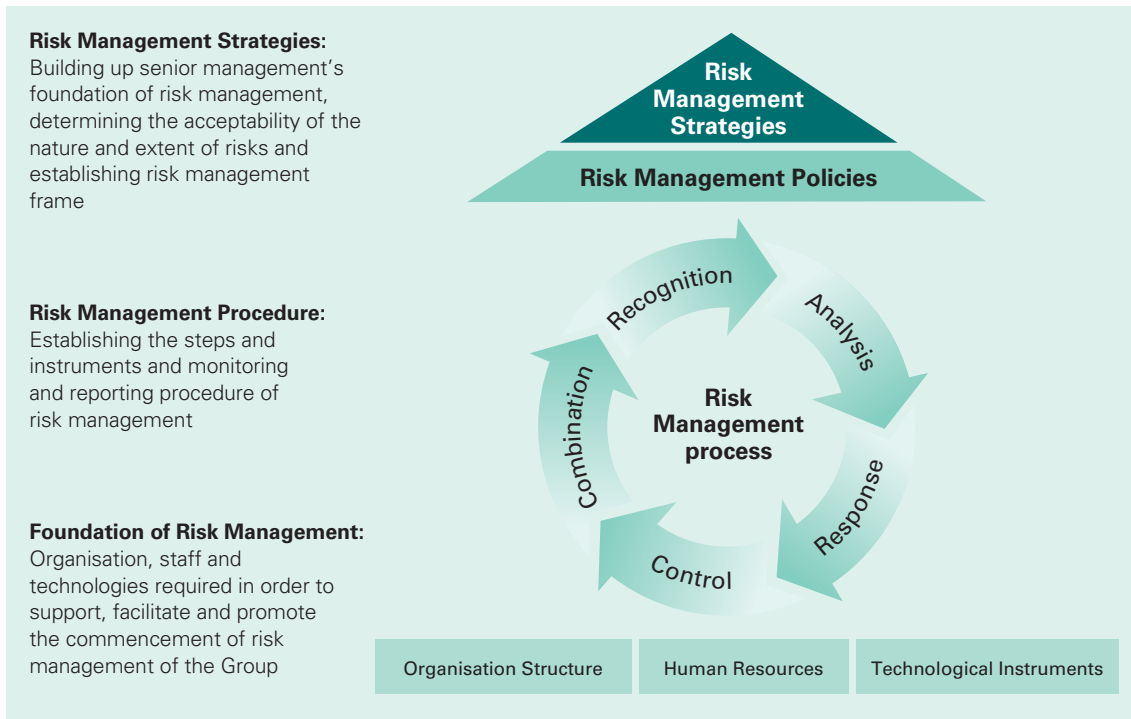 Risk Management Strategies:
Building up senior management's
foundation of risk management,
determining the acceptability of the
nature and extent of risks and
establishing risk management
frame
Risk
Management
Strategies
Risk Management Policies
Risk Management Procedure:
Establishing the steps and
instruments and monitoring
and reporting procedure of
risk management
Recognition
Analysis
Response
Control
Combination
Risk
Management
process
Foundation of Risk Management:
Organisation, staff and
technologies required in order to
support, facilitate and promote
the commencement of risk
management of the Group
Organisation Structure
Human Resources
Technological Instruments